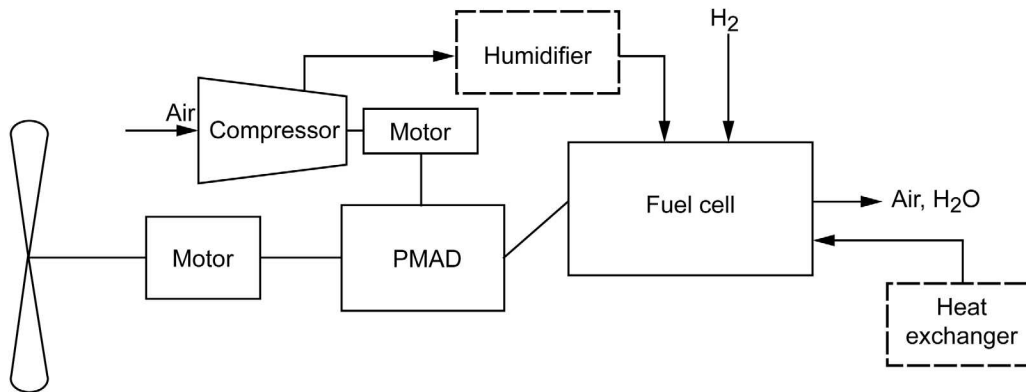 H2
Humidifier
Air
Compressor
Motor
Fuel cell
Air, H2O
Motor
PMAD
Heat
exchanger